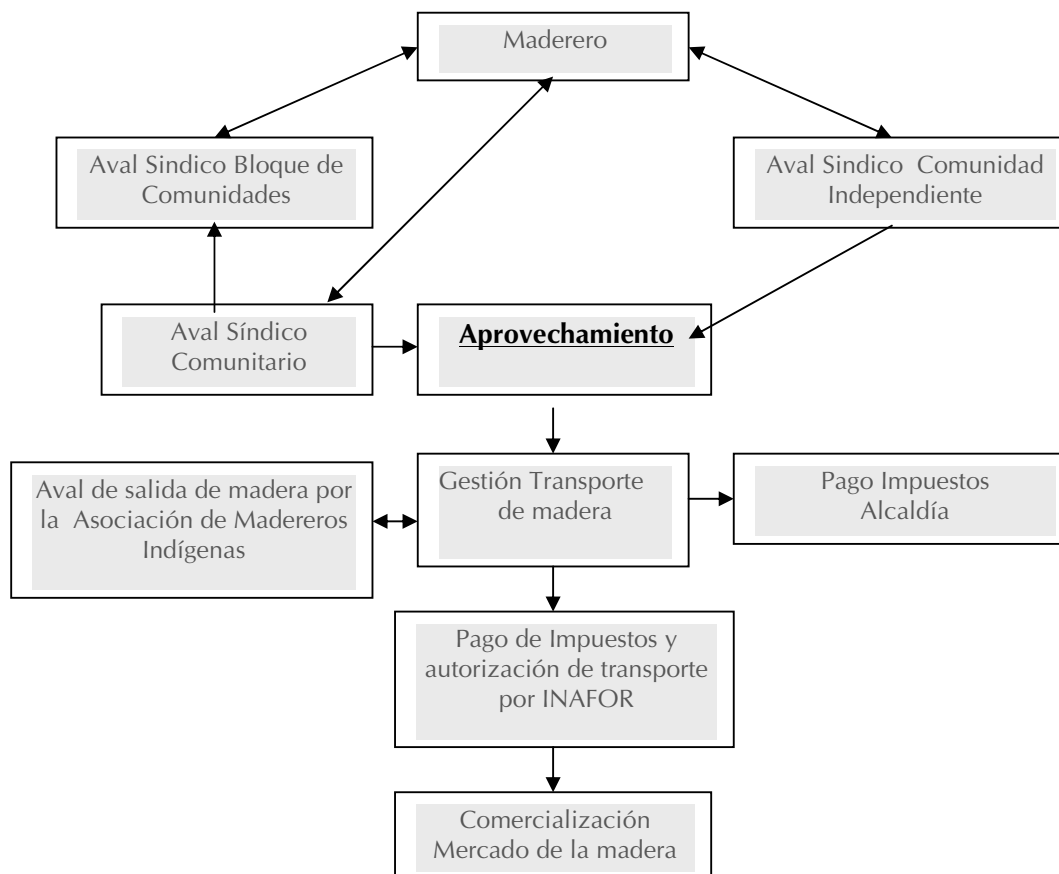 Maderero
Aval Sindico Bloque de
Comunidades
Aval Sindico Comunidad
Independiente
Aval Síndico
Comunitario
Aprovechamiento
Aval de salida de madera por
la Asociación de Madereros
Indígenas
Gestión Transporte
de madera
Pago Impuestos
Alcaldía
Pago de Impuestos y
autorización de transporte
por INAFOR
Comercialización
Mercado de la madera